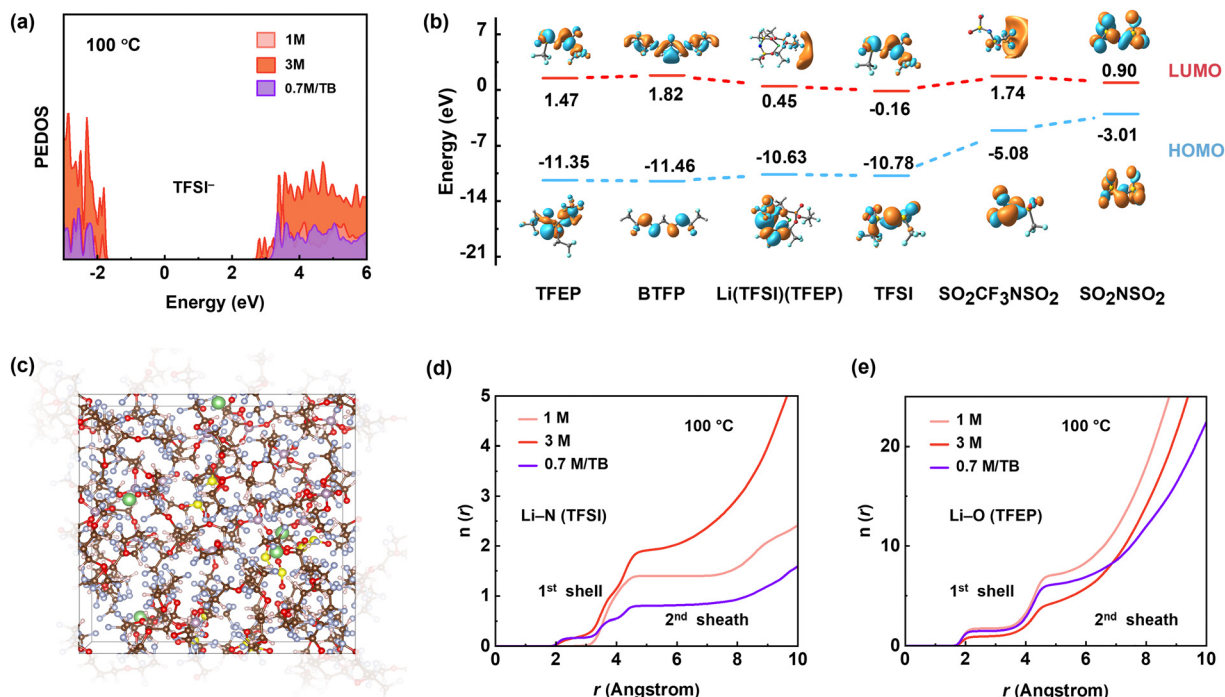 (a)
100 °C
1M
3M
0.7M/TB
PEDOS
TFSI⁻
-2 0 2 4 6
Energy (eV)
(b)
7
0
-7
-14
-21
Energy (eV)
1.47 1.82 0.45 -0.16 1.74 0.90
LUMO
-11.35 -11.46 -10.63 -10.78 -5.08 -3.01
HOMO
TFEP BTFP Li(TFSI)(TFEP) TFSI SO₂CF₃NSO₂ SO₂NSO₂
(c)
(d)
5
4
3
2
1
0
n (r)
1 M
3 M
0.7 M/TB
100 °C
Li–N (TFSI)
1st shell
2nd sheath
0 2 4 6 8 10
r (Angstrom)
(e)
20
10
0
n (r)
1 M
3 M
0.7 M/TB
100 °C
Li–O (TFEP)
1st shell
2nd sheath
0 2 4 6 8 10
r (Angstrom)